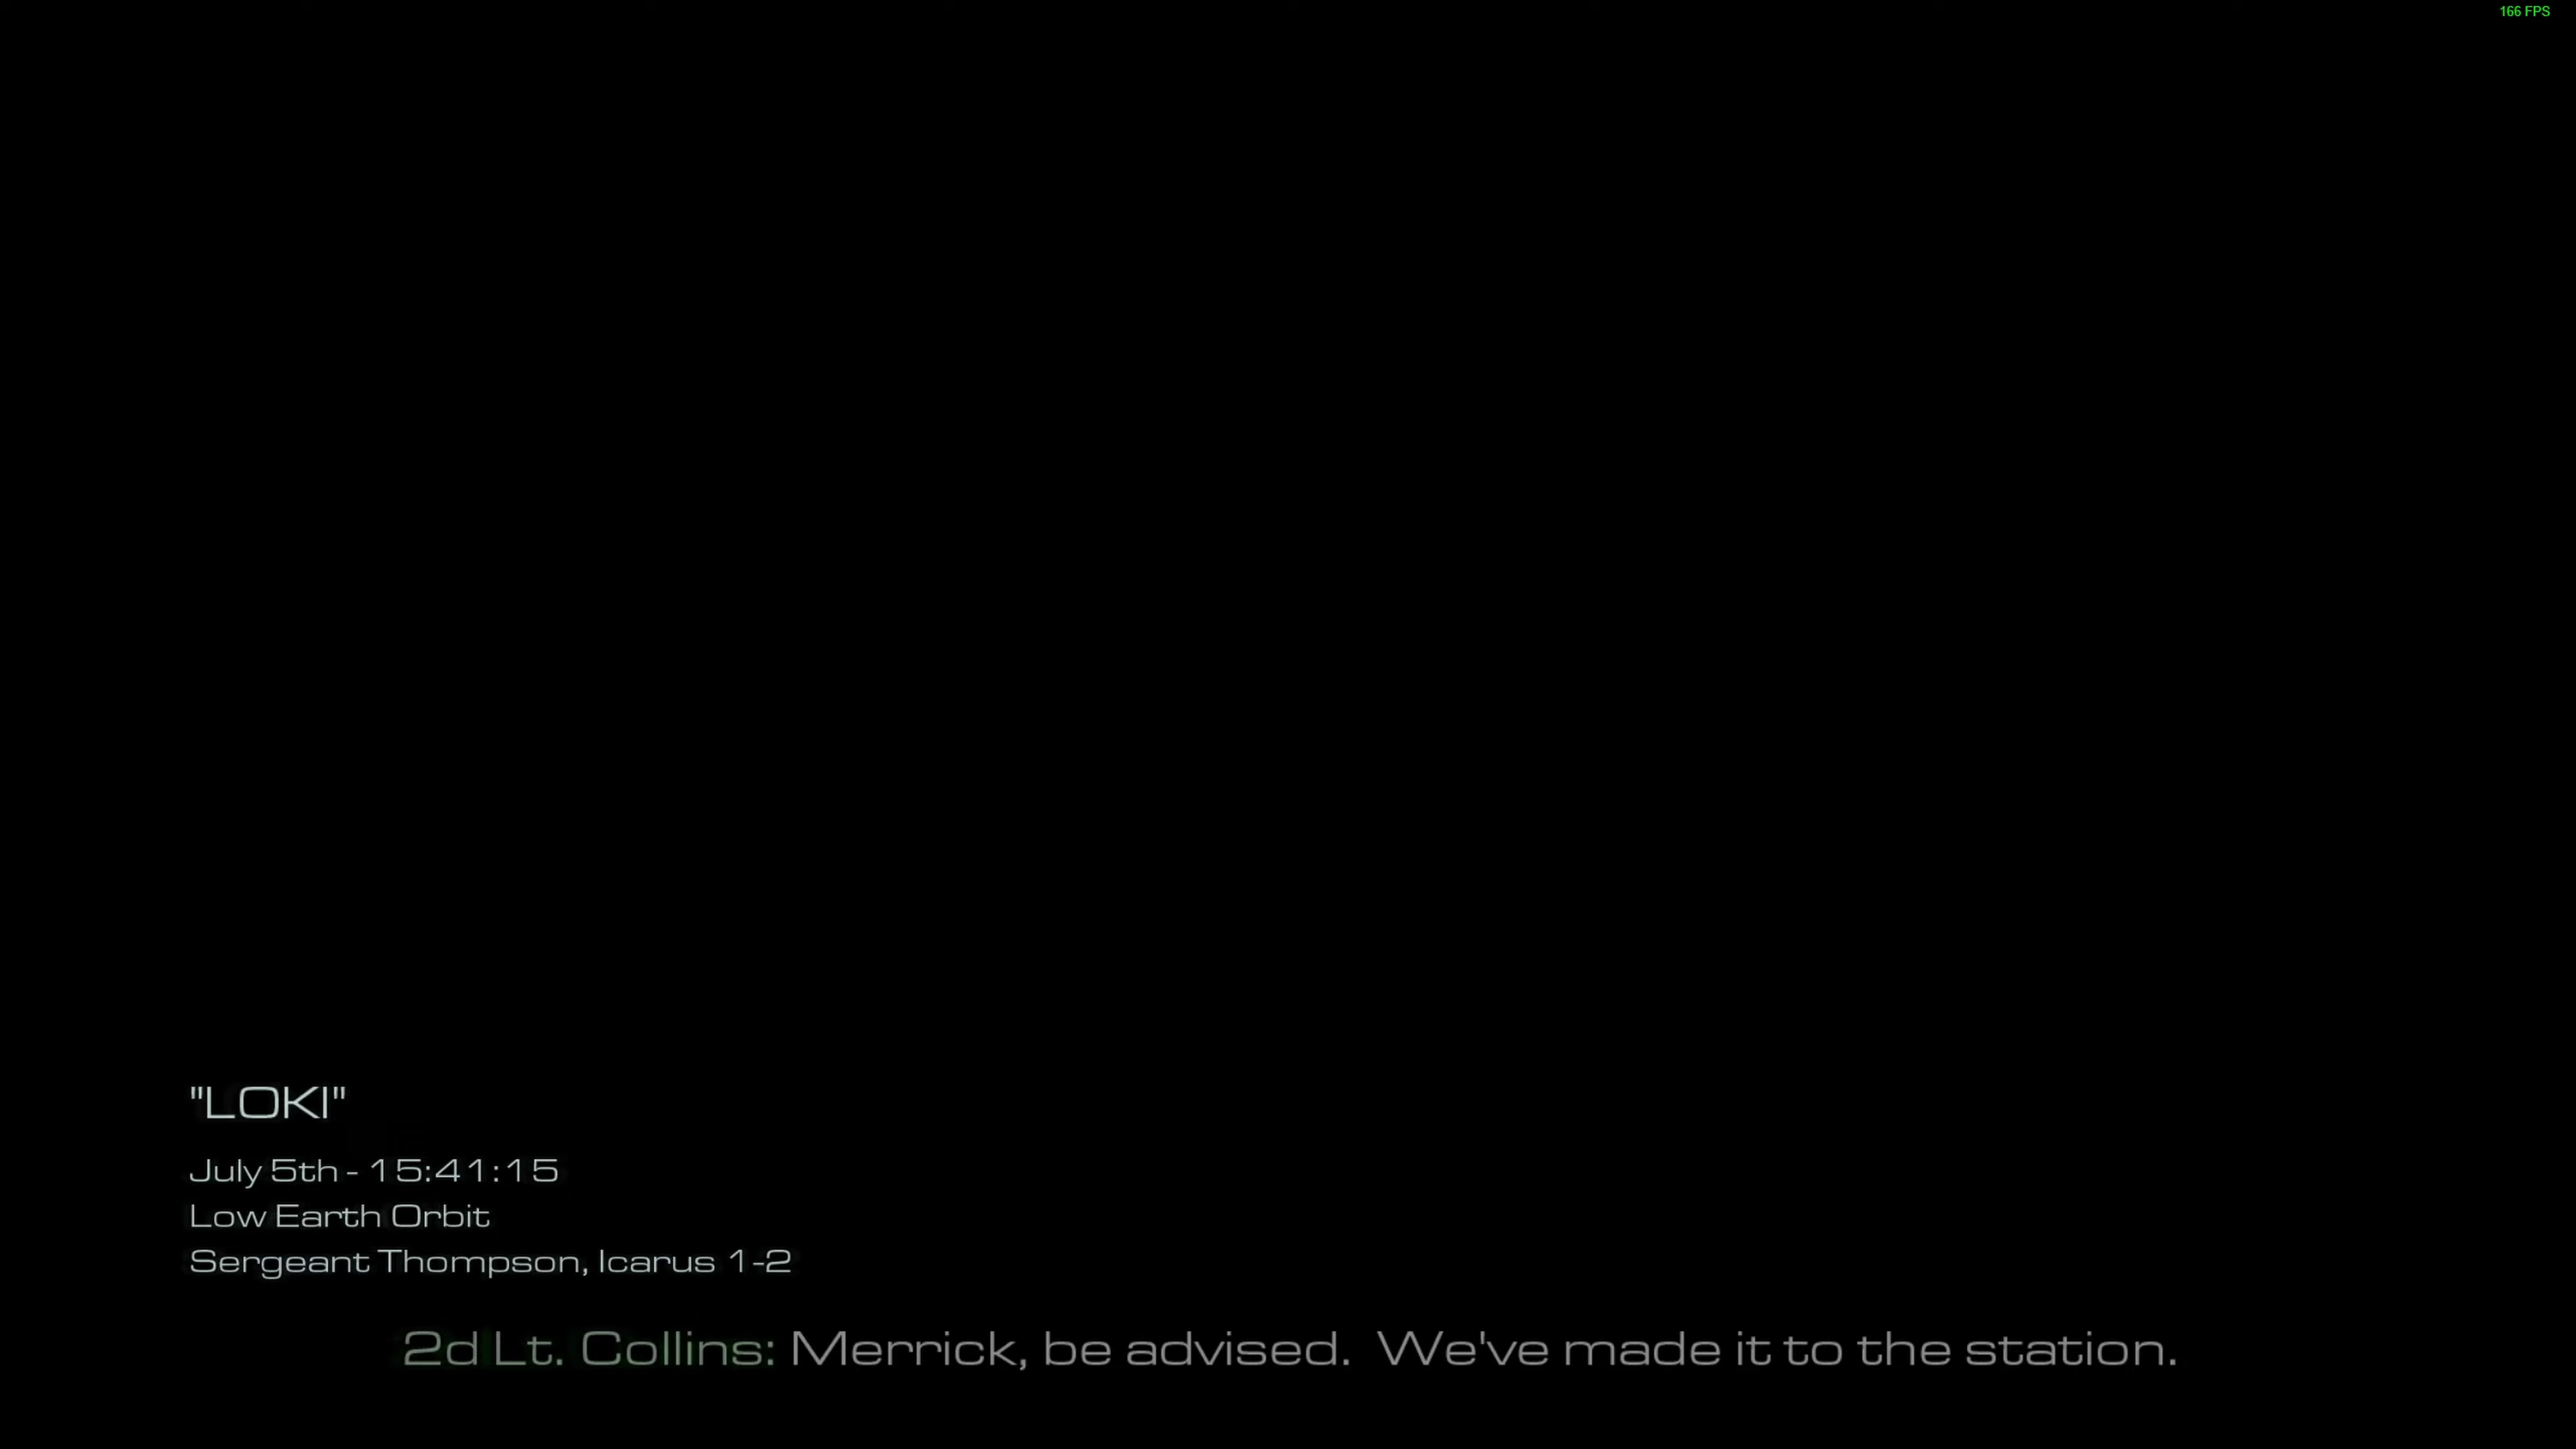 166 FPS
"LOKI"
July 5th - 15:41:15
Low Earth Orbit
Sergeant Thompson, Icarus 1-2
2d Lt. Collins: Merrick, be advised.  We've made it to the station.